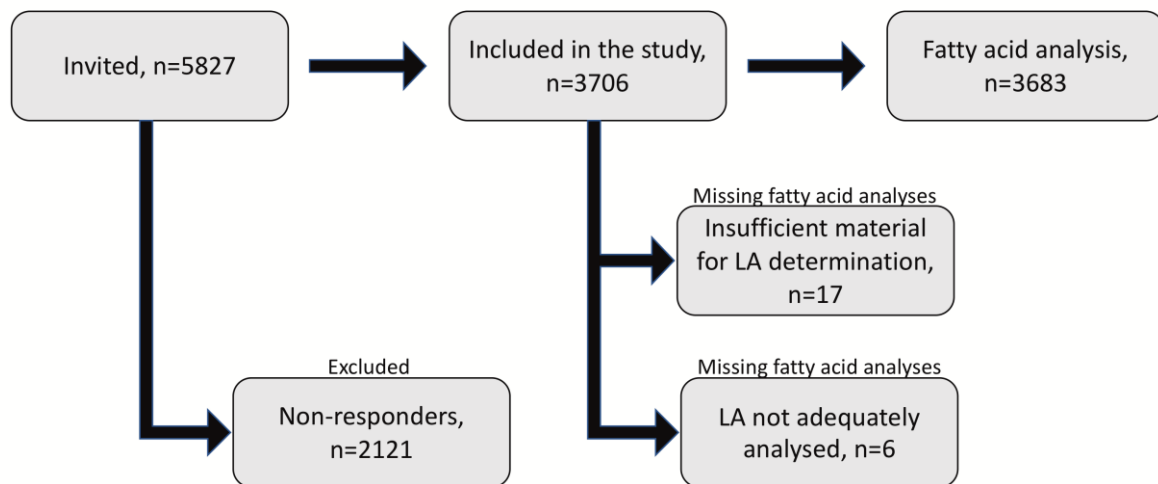 Invited, n=5827
Included in the study,
n=3706
Fatty acid analysis,
n=3683
Missing fatty acid analyses
Insufficient material
for LA determination,
n=17
Excluded
Non-responders,
n=2121
Missing fatty acid analyses
LA not adequately
analysed, n=6